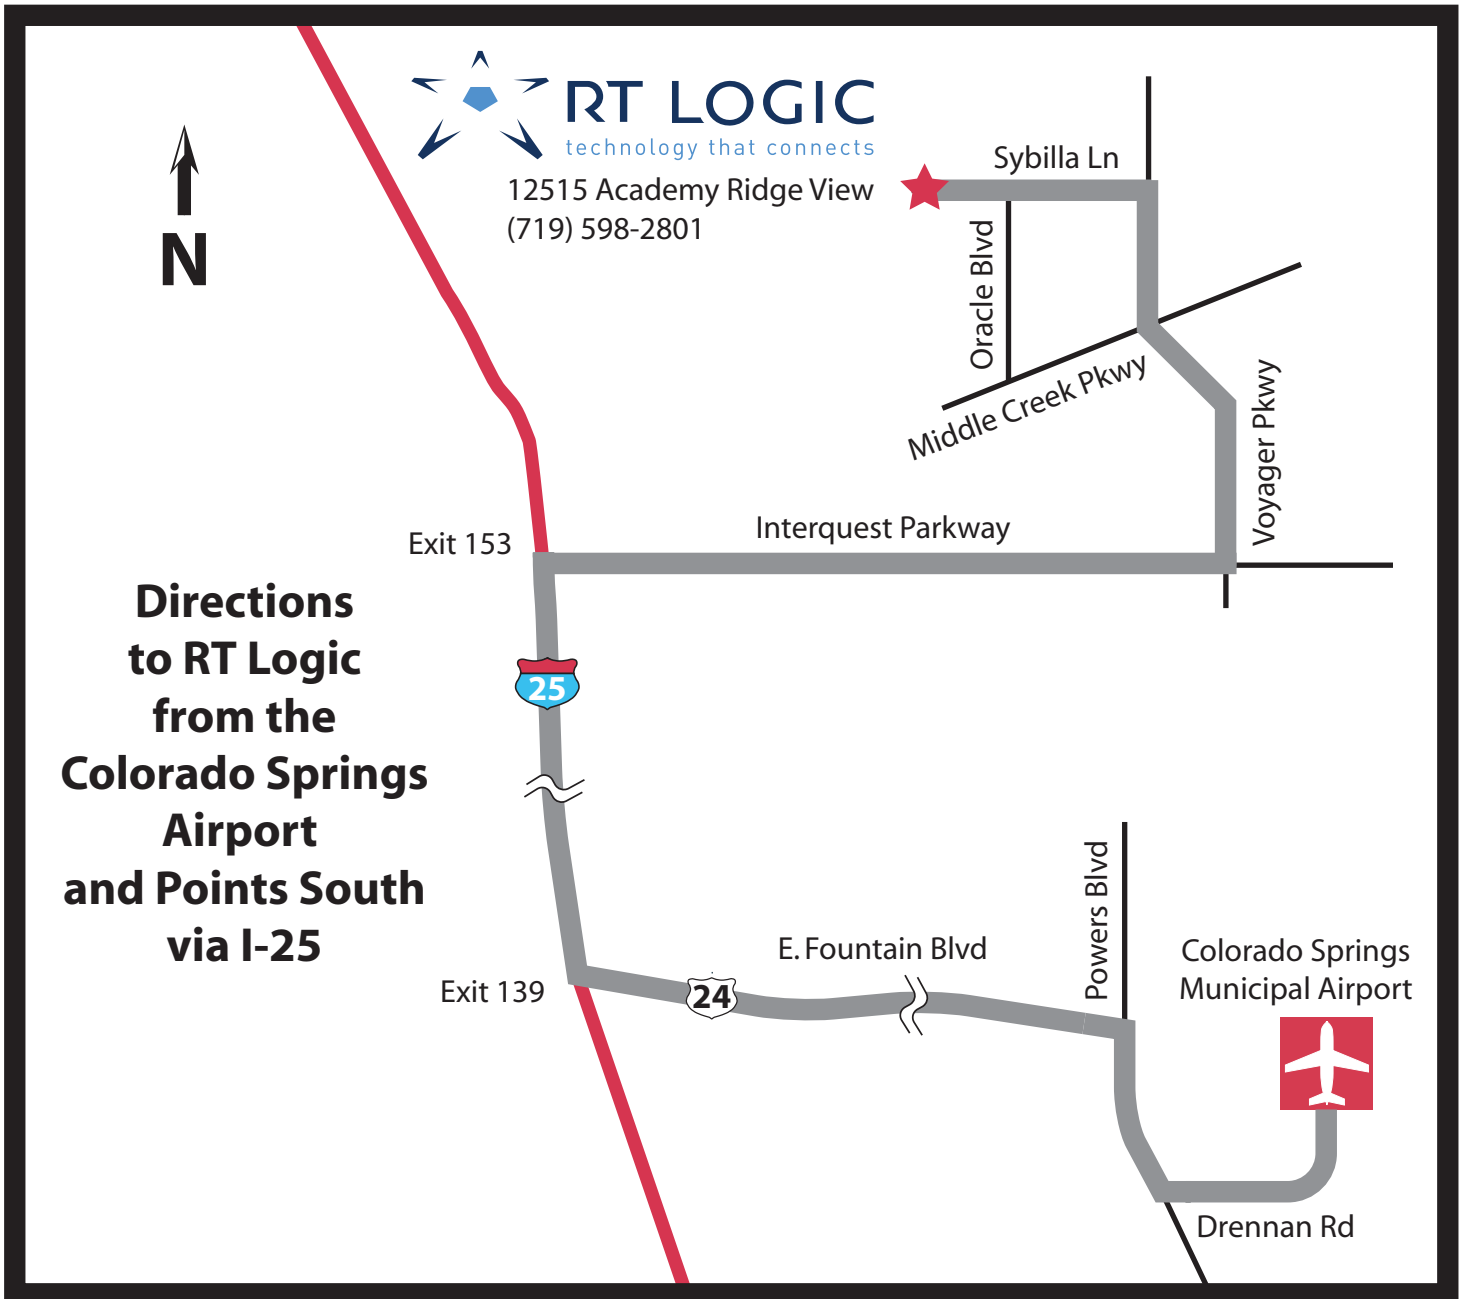 RT LOGIC
technology that connects
12515 Academy Ridge View
(719) 598-2801
N
Sybilla Ln
Oracle Blvd
Middle Creek Pkwy
Voyager Pkwy
Interquest Parkway
Exit 153
Directions
to RT Logic
from the
Colorado Springs
Airport
and Points South
via I-25
25
Exit 139
24
E. Fountain Blvd
Powers Blvd
Colorado Springs
Municipal Airport
Drennan Rd